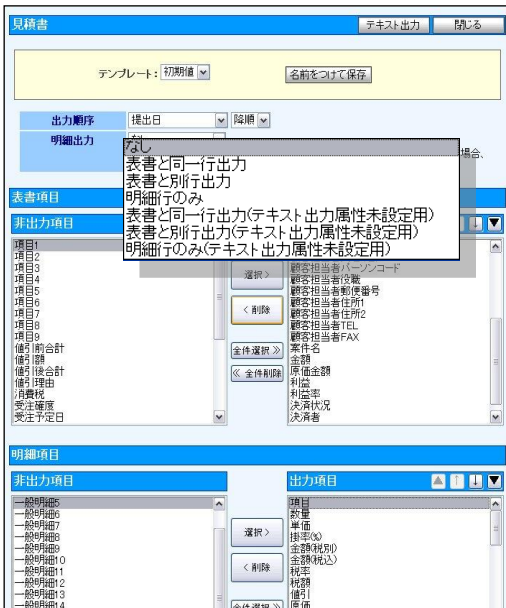 見積書
テキスト出力
閉じる
テンプレート: 初期値
名前をつけて保存
出力順序
提出日
降順
明細出力
なし
表書と同一行出力
表書と別行出力
明細行のみ
表書と同一行出力(テキスト出力属性未設定用)
表書と別行出力(テキスト出力属性未設定用)
明細行のみ(テキスト出力属性未設定用)
場合、
表書項目
非出力項目
項目1
項目2
項目3
項目4
項目5
項目6
項目7
項目8
項目9
値引前合計
値引額
値引後合計
値引理由
消費税
受注確度
受注予定日
選択 >
< 削除
全件選択 ≫
≪ 全件削除
顧客担当者パーソンコード
顧客担当者役職
顧客担当者郵便番号
顧客担当者住所1
顧客担当者住所2
顧客担当者TEL
顧客担当者FAX
案件名
金額
原価金額
利益
利益率
決済状況
決済者
明細項目
非出力項目
一般明細5
一般明細6
一般明細7
一般明細8
一般明細9
一般明細10
一般明細11
一般明細12
一般明細13
一般明細14
選択 >
< 削除
全件選択 ≫
出力項目
項目
数量
単価
掛率(%)
金額(税別)
金額(税込)
税率
税額
値引
原価